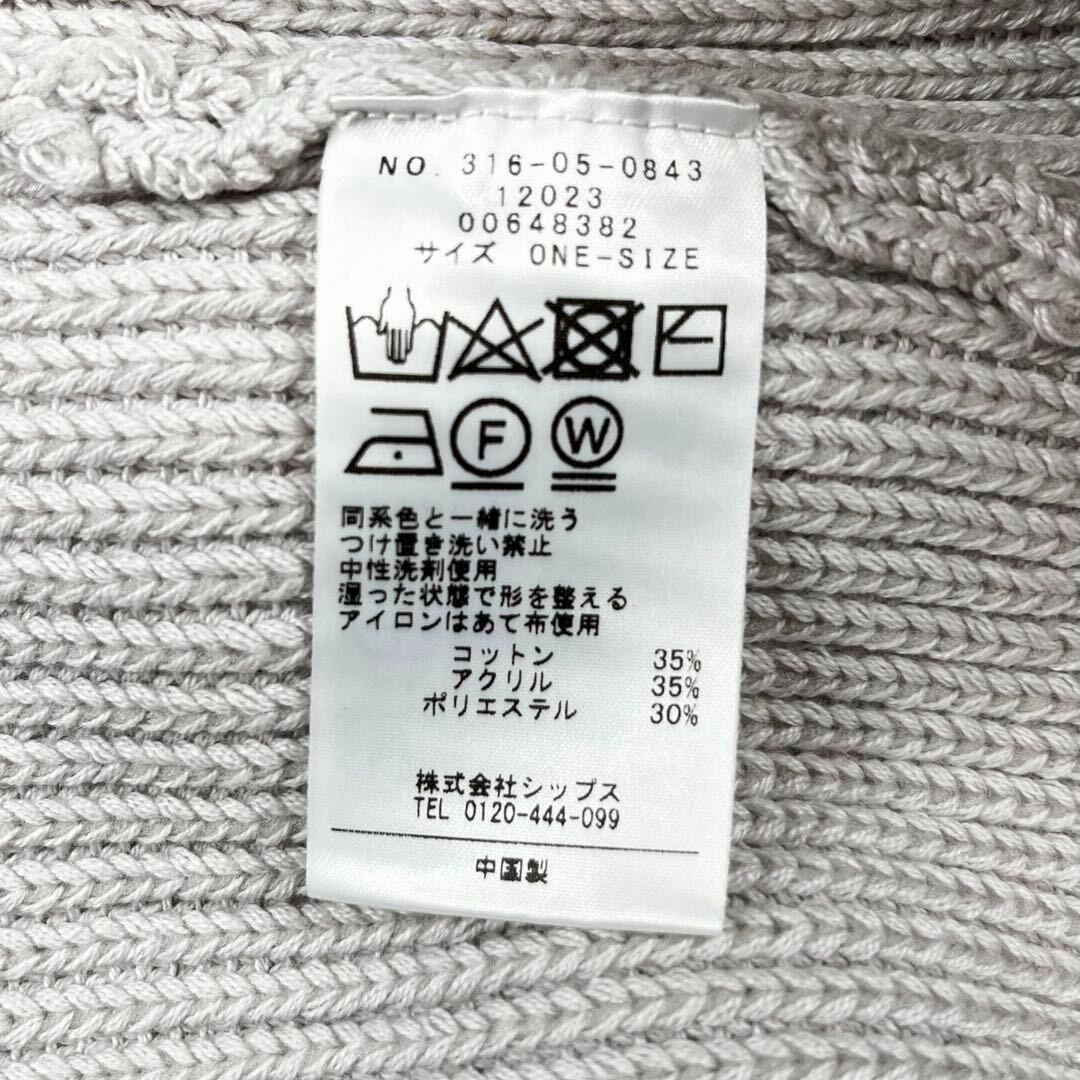 NO. 316-05-0843
12023
00648382
サイズ ONE-SIZE
F W
同系色と一緒に洗う
つけ置き洗い禁止
中性洗剤使用
湿った状態で形を整える
アイロンはあて布使用
コットン 35%
アクリル 35%
ポリエステル 30%
株式会社シップス
TEL 0120-444-099
中国製